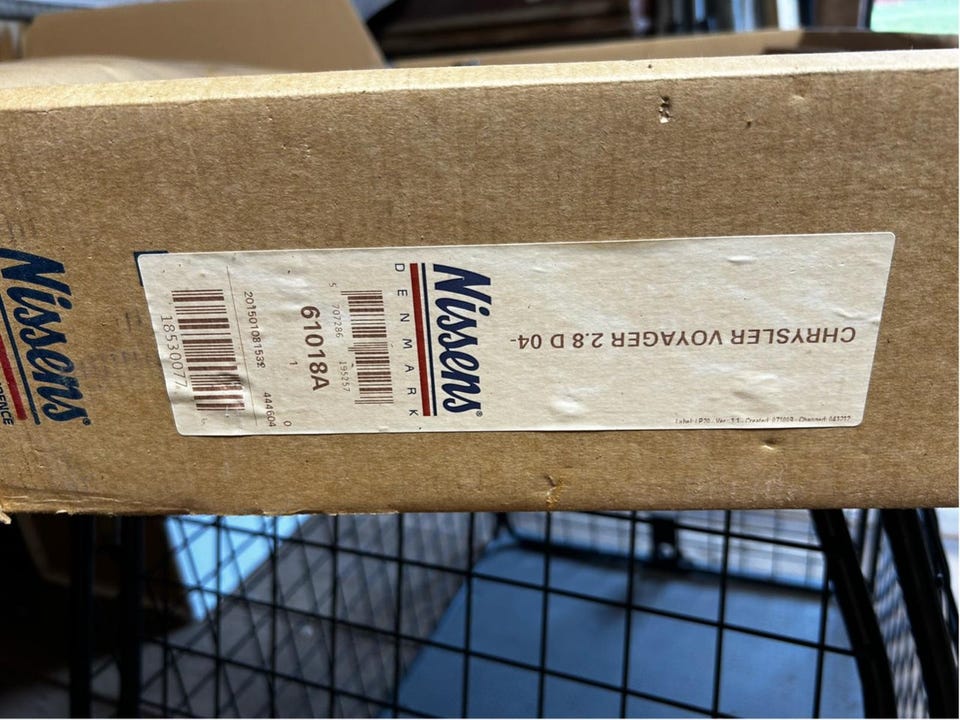 Nissens®
Nissens®
DENMARK
5 707286 195257
61018A
1
20150108153
444604
0
1853007
CHRYSLER VOYAGER 2.8 D 04-